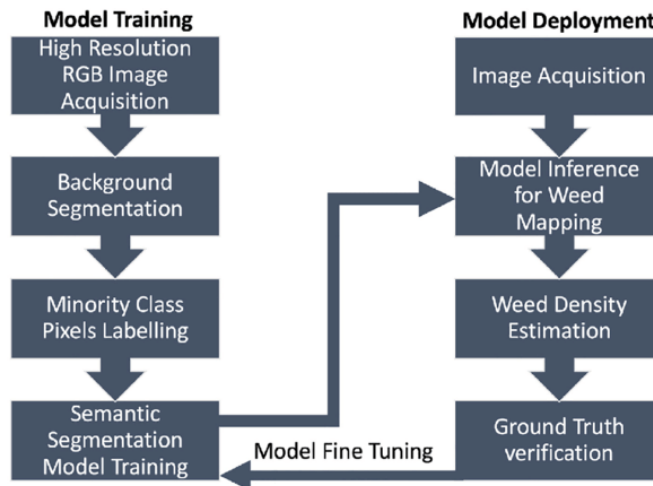 Model Training
High Resolution
RGB Image
Acquisition
Background
Segmentation
Minority Class
Pixels Labelling
Semantic
Segmentation
Model Training
Model Deployment
Image Acquisition
Model Inference
for Weed
Mapping
Weed Density
Estimation
Ground Truth
verification
Model Fine Tuning